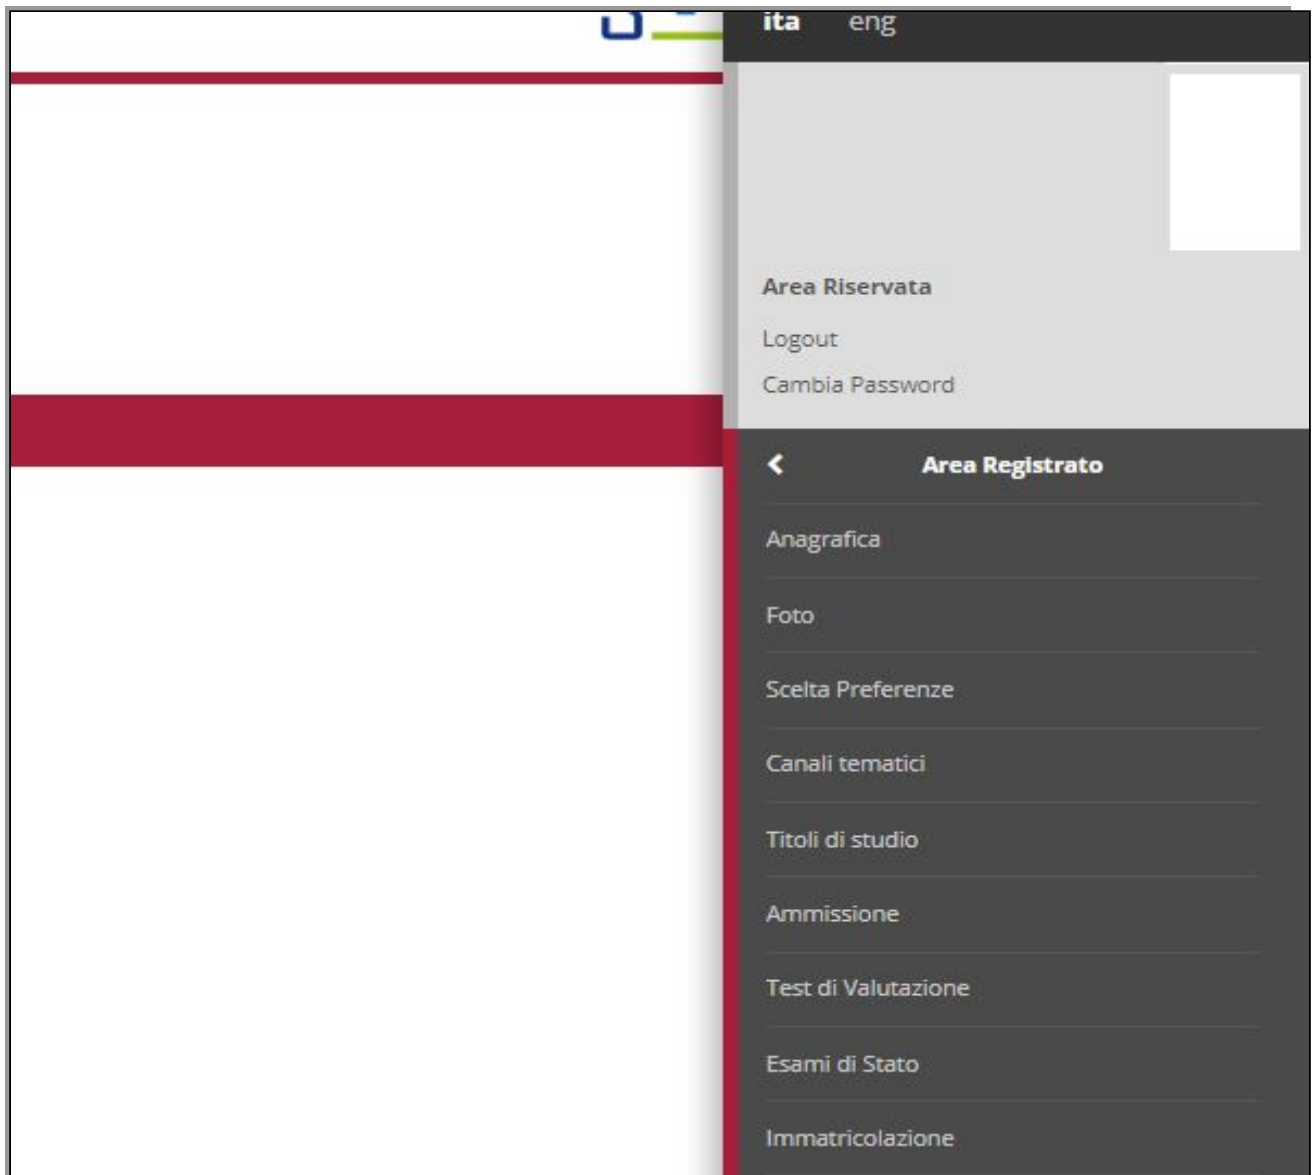 ita eng
Area Riservata
Logout
Cambia Password
Area Registrato
Anagrafica
Foto
Scelta Preferenze
Canali tematici
Titoli di studio
Ammissione
Test di Valutazione
Esami di Stato
Immatricolazione